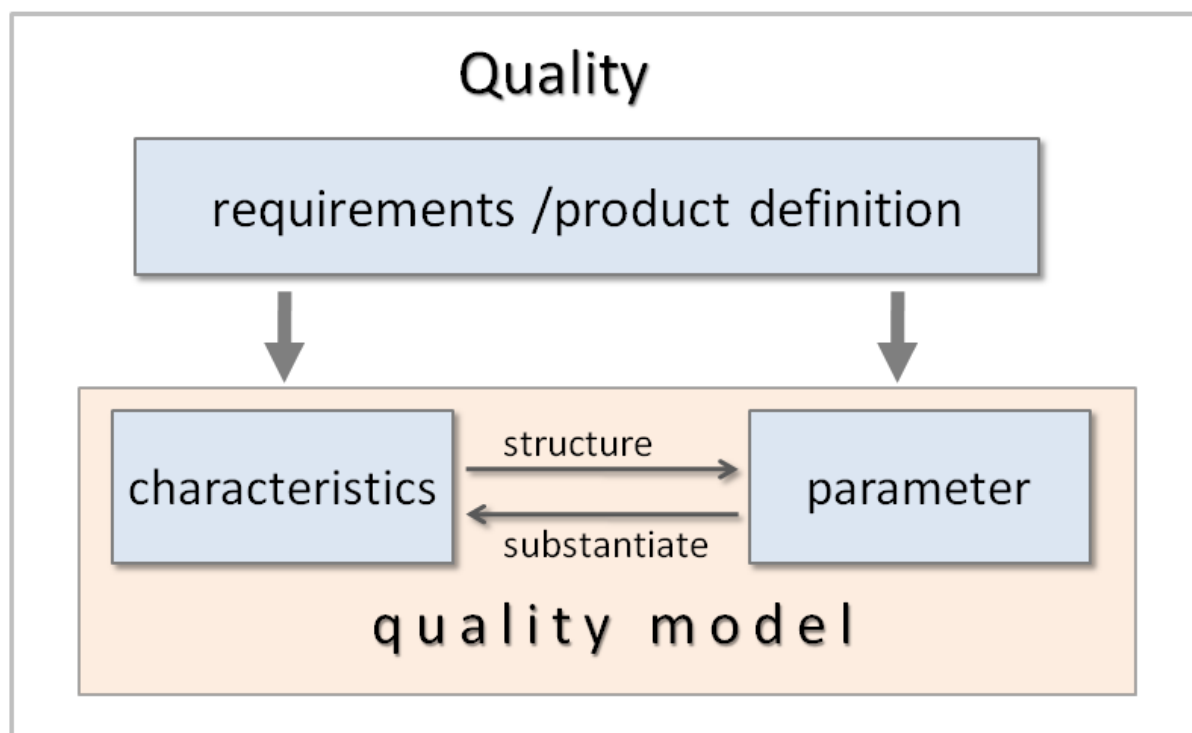 Quality
requirements /product definition
structure
characteristics
parameter
substantiate
quality model